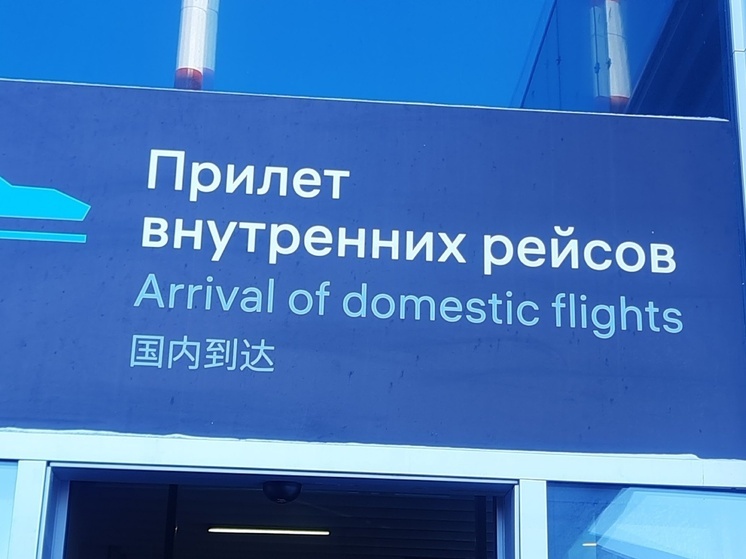 Прилет
внутренних рейсов
Arrival of domestic flights
国内到达